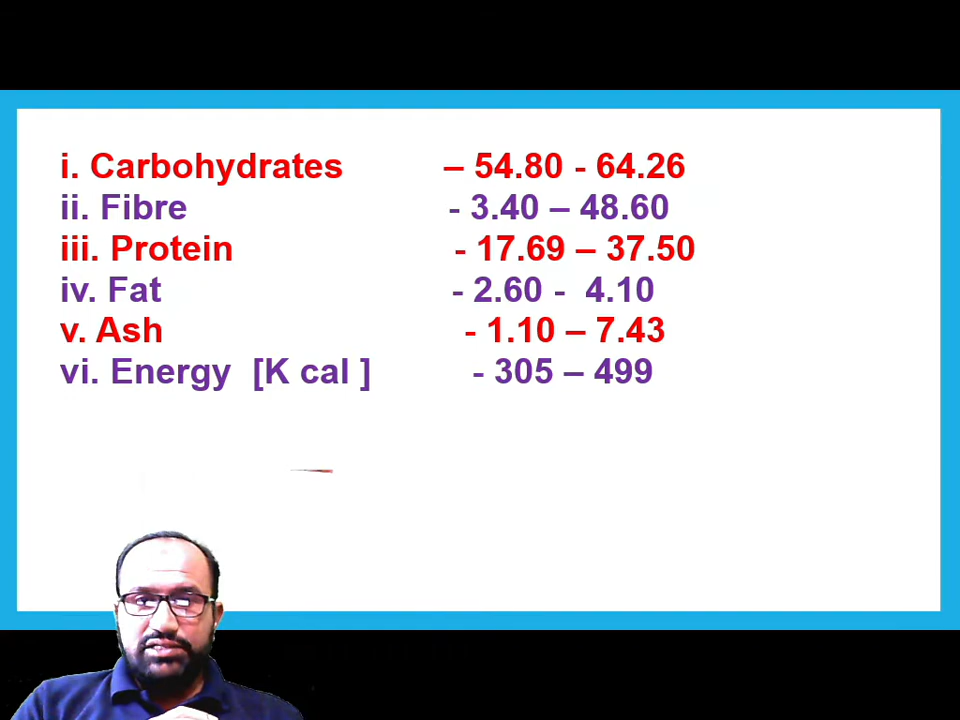 i. Carbohydrates – 54.80 - 64.26
ii. Fibre - 3.40 – 48.60
iii. Protein - 17.69 – 37.50
iv. Fat - 2.60 - 4.10
v. Ash - 1.10 – 7.43
vi. Energy [K cal ] - 305 – 499